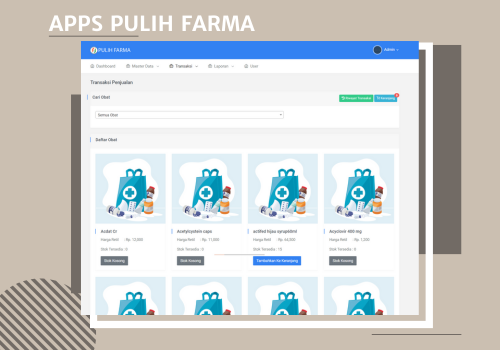 APPS PULIH FARMA
PULIH FARMA
Admin
Dashboard Master Data Transaksi Laporan User
Transaksi Penjualan
Cari Obat
Riwayat Transaksi Keranjang
Semua Obat
Daftar Obat
Acdat Cr Acetylcystein caps actifed hijau syrup60ml Acyclovir 400 mg
Harga Retil : Rp. 12,000 Harga Retil : Rp. 11,000 Harga Retil : Rp. 64,000 Harga Retil : Rp. 1,200
Stok Tersedia : 0 Stok Tersedia : 0 Stok Tersedia : 10 Stok Tersedia : 0
Stok Kosong Stok Kosong Tambahkan Ke Keranjang Stok Kosong